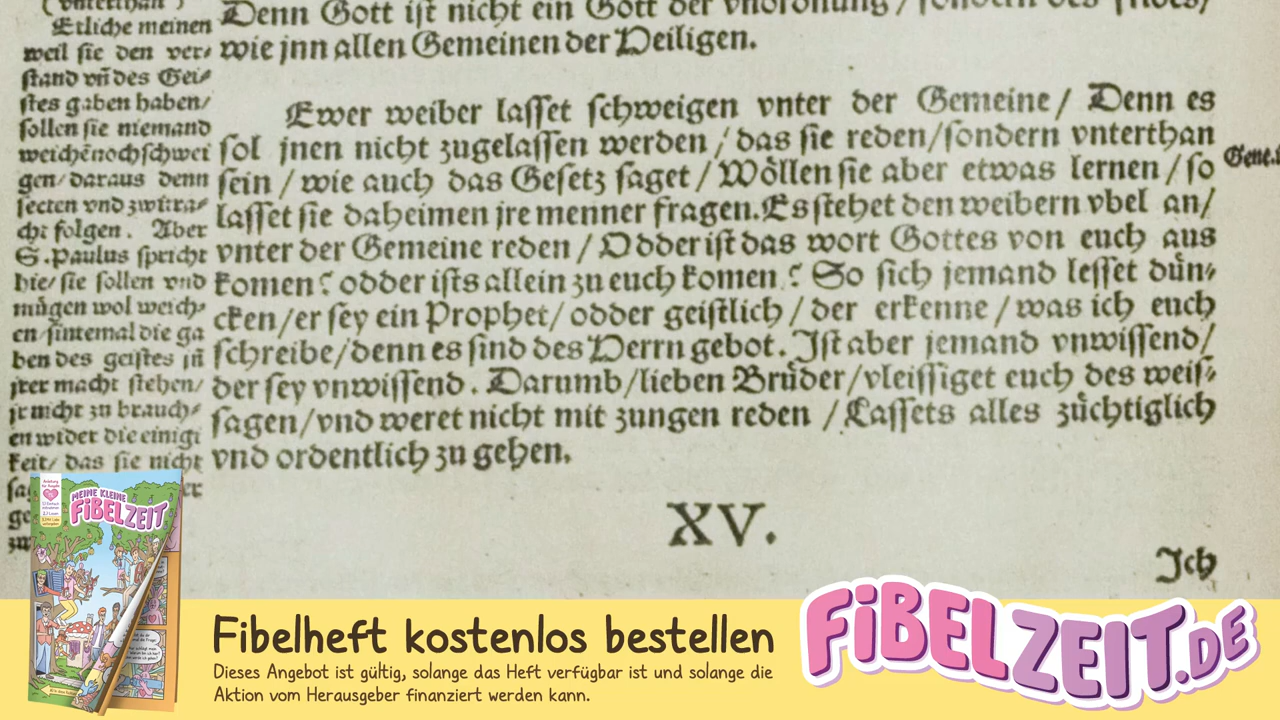 (vnterthan)
Etliche meinen
weil sie den ver⸗
stand vn̄ des Gei⸗
stes gaben haben/
sollen sie niemand
weichē noch schwei
gen/ daraus denn
secten vnd zwitra⸗
cht folgen. Aber
S. Paulus spricht
hie/ sie sollen vnd
mügen wol weich⸗
en/ sintemal die ga
ben des geistes jn̄
jrer macht stehen/
jr nicht zu brauch⸗
en wider die einigi
keit/ das sie nicht
Denn Gott ist nicht ein Gott der vnordnung / sondern des frides/
wie jnn allen Gemeinen der Heiligen.
Ewer weiber lasset schweigen vnter der Gemeine / Denn es
sol jnen nicht zugelassen werden / das sie reden/sondern vnterthan
sein / wie auch das Gesetz saget / Wöllen sie aber etwas lernen / so
lasset sie daheimen jre menner fragen.Es stehet den weibern vbel an/
vnter der Gemeine reden / Odder ist das wort Gottes von euch aus
komen? odder ists allein zu euch komen? So sich jemand lesset dün⸗
cken/er sey ein Prophet/ odder geistlich / der erkenne / was ich euch
schreibe/denn es sind des Herrn gebot. Jst aber jemand vnwissend/
der sey vnwissend. Darumb/lieben Brüder/vleissiget euch des weis⸗
sagen/vnd weret nicht mit zungen reden / Lassets alles züchtiglich
vnd ordentlich zu gehen.
Gene.
XV.
Jch
MEINE KLEINE
FiBELZEIT
Fibelheft kostenlos bestellen
Dieses Angebot ist gültig, solange das Heft verfügbar ist und solange die
Aktion vom Herausgeber finanziert werden kann.
FiBELZEIT.DE